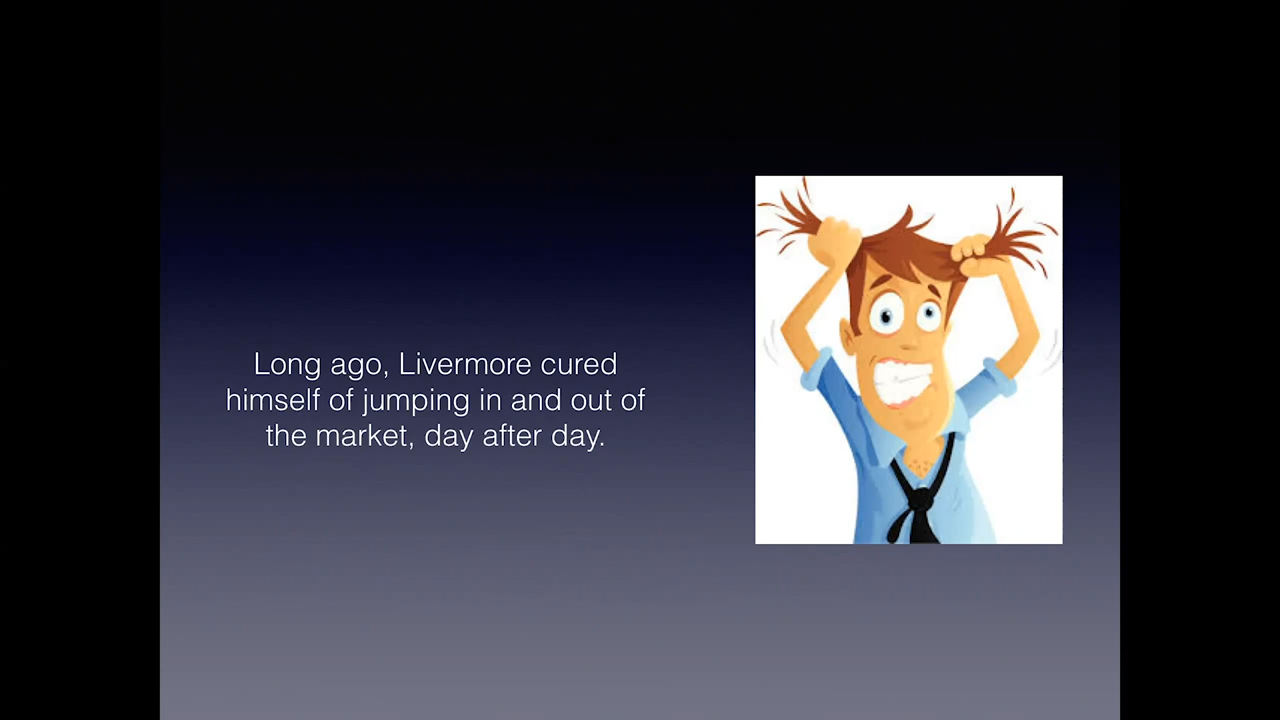 Long ago, Livermore cured
himself of jumping in and out of
the market, day after day.